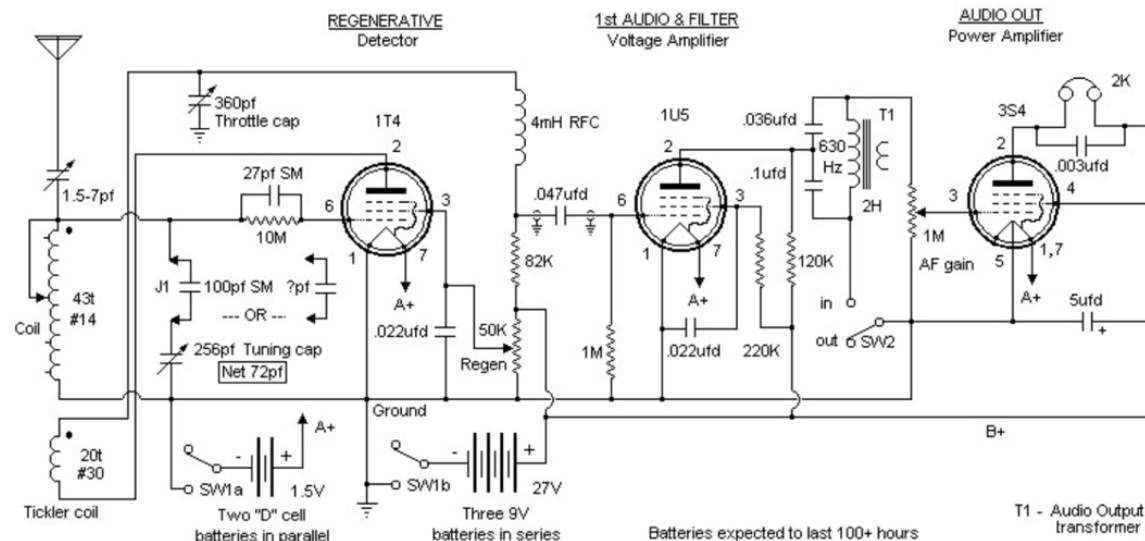 REGENERATIVE
Detector
1st AUDIO & FILTER
Voltage Amplifier
AUDIO OUT
Power Amplifier
360pf
Throttle cap
1T4
2
27pf SM
10M
6
3
1
7
A+
1.5-7pf
4mH RFC
.047ufd
82K
50K
Regen
.022ufd
J1
100pf SM
?pf
--- OR ---
256pf Tuning cap
Net 72pf
43t
#14
Coil
1U5
2
6
3
1
7
A+
.022ufd
1M
220K
120K
.036ufd
.1ufd
630
Hz
T1
2H
in
out
SW2
1M
AF gain
3S4
2
3
4
5
1,7
A+
2K
.003ufd
5ufd
+
Ground
B+
20t
#30
Tickler coil
SW1a
-
+
A+
1.5V
Two "D" cell
batteries in parallel
SW1b
-
+
27V
Three 9V
batteries in series
Batteries expected to last 100+ hours
T1 - Audio Output
transformer